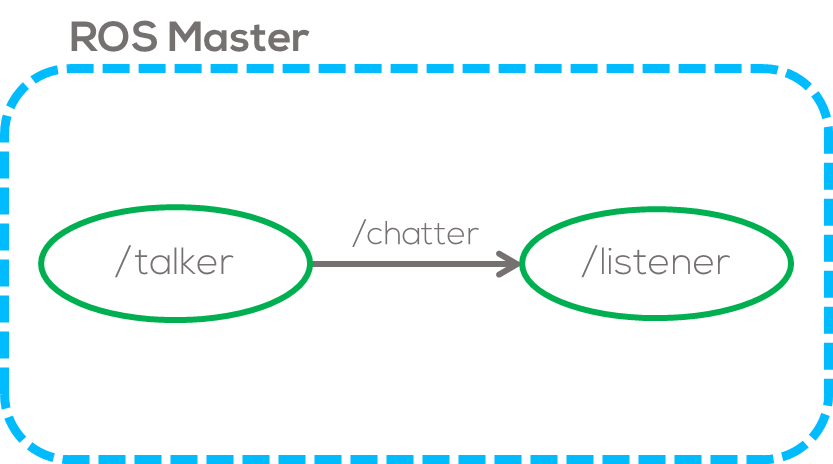 ROS Master
/chatter
/talker
/listener